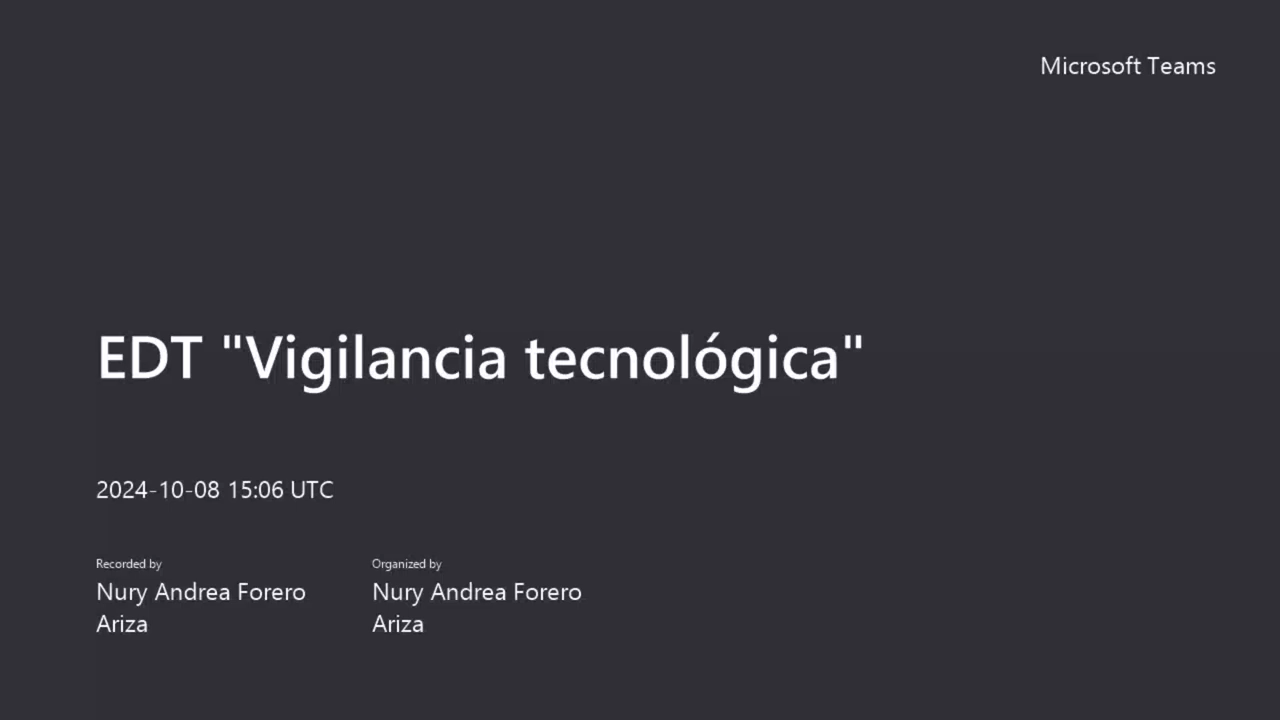 Microsoft Teams
EDT "Vigilancia tecnológica"
2024-10-08 15:06 UTC
Recorded by
Nury Andrea Forero
Ariza
Organized by
Nury Andrea Forero
Ariza